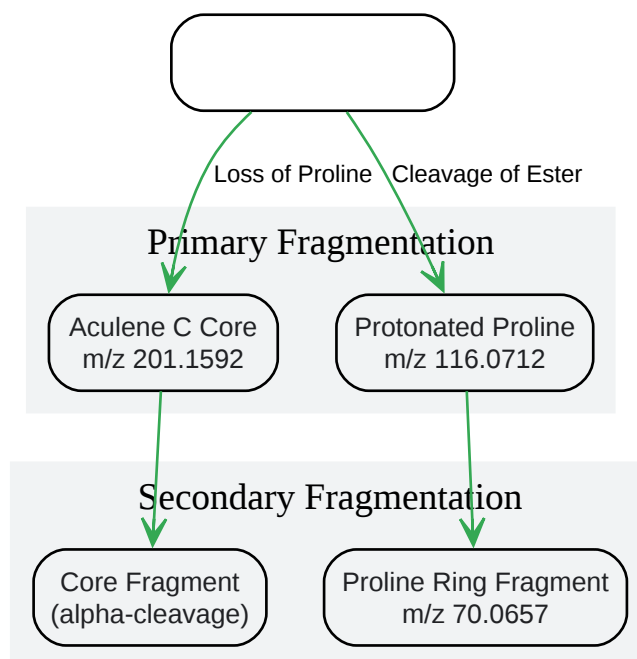 Loss of Proline
Cleavage of Ester
Primary Fragmentation
Aculene C Core
m/z 201.1592
Protonated Proline
m/z 116.0712
Secondary Fragmentation
Core Fragment
(alpha-cleavage)
Proline Ring Fragment
m/z 70.0657